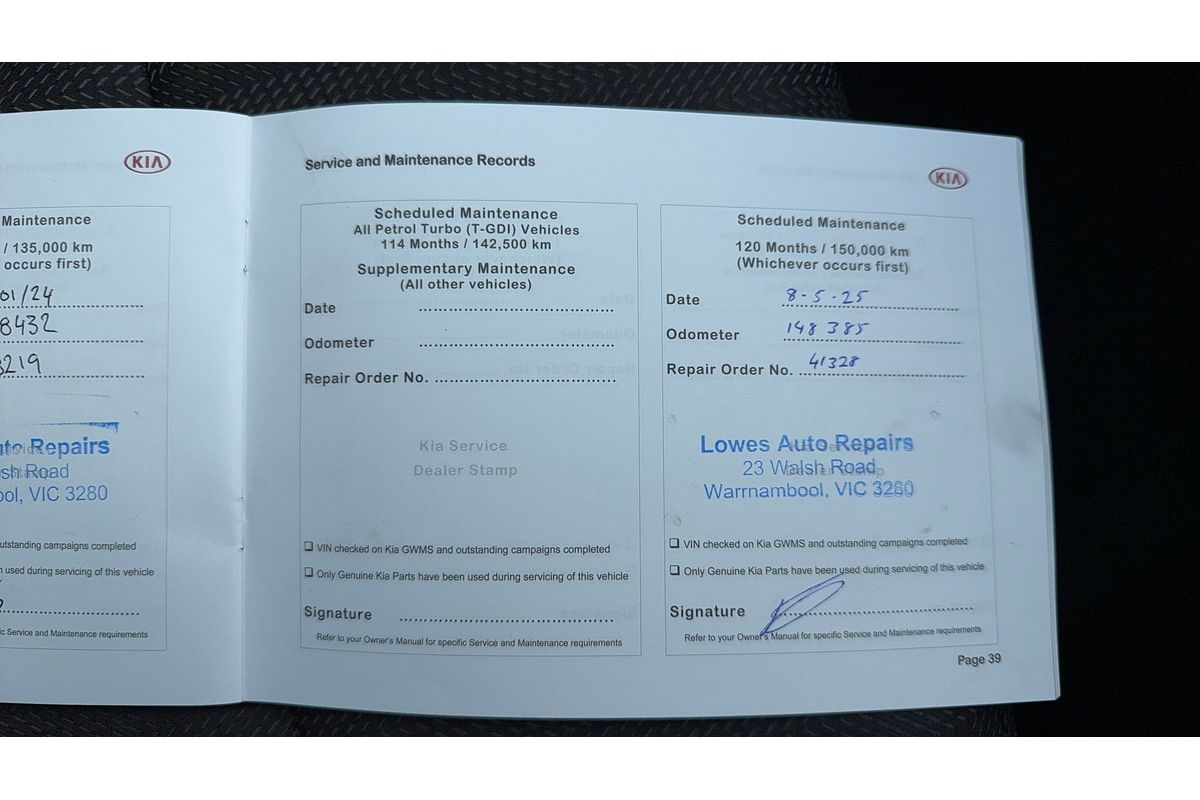 KIA
Maintenance
/ 135,000 km
occurs first)
01/24
8432
3219
Auto Repairs
Walsh Road
VIC 3280
outstanding campaigns completed
used during servicing of this vehicle
Service and Maintenance requirements
Service and Maintenance Records
Scheduled Maintenance
All Petrol Turbo (T-GDI) Vehicles
114 Months / 142,500 km
Supplementary Maintenance
(All other vehicles)
Date
Odometer
Repair Order No.
Kia Service
Dealer Stamp
❑ VIN checked on Kia GWMS and outstanding campaigns completed
❑ Only Genuine Kia Parts have been used during servicing of this vehicle
Signature
Refer to your Owner's Manual for specific Service and Maintenance requirements
KIA
Scheduled Maintenance
120 Months / 150,000 km
(Whichever occurs first)
Date 8-5-25
Odometer 148 385
Repair Order No. 41328
Lowes Auto Repairs
23 Walsh Road
Warrnambool, VIC 3280
❑ VIN checked on Kia GWMS and outstanding campaigns completed
❑ Only Genuine Kia Parts have been used during servicing of this vehicle
Signature
Refer to your Owner's Manual for specific Service and Maintenance requirements
Page 39